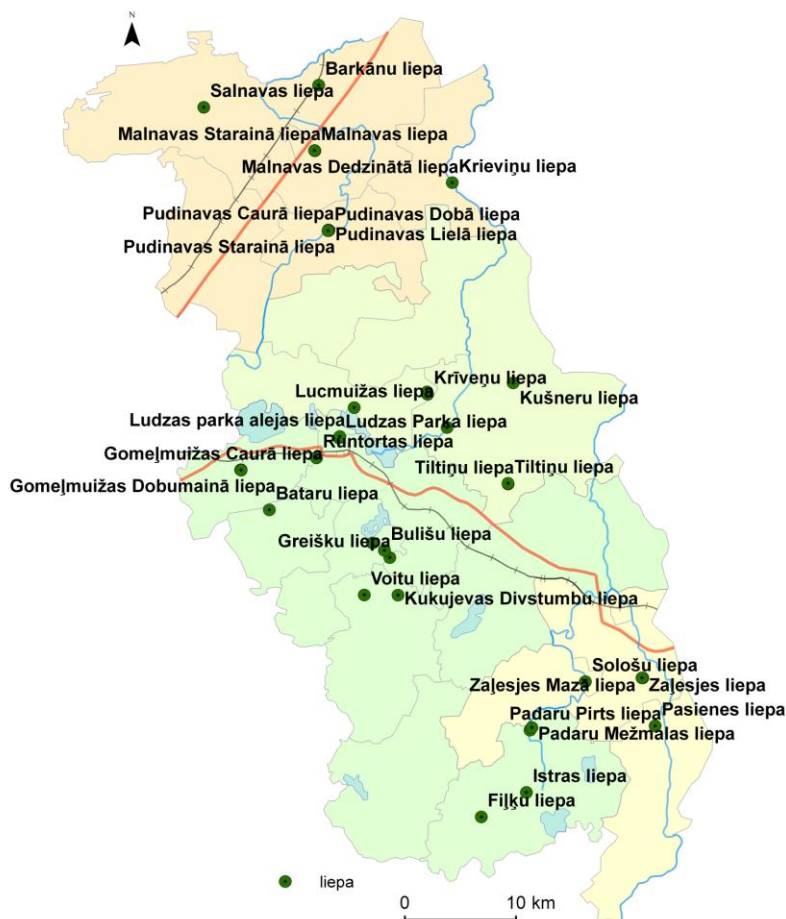 N
Barkānu liepa
Salnavas liepa
Malnavas Starainā liepa Malnavas liepa
Malnavas Dedzinātā liepa Krieviņu liepa
Pudinavas Caurā liepa Pudinavas Dobā liepa
Pudinavas Starainā liepa Pudinavas Lielā liepa
Krīveņu liepa
Lucmuižas liepa Kušneru liepa
Ludzas parka alejas liepa Ludzas Parka liepa
Gomeļmuižas Caurā liepa Runtortas liepa
Tiltiņu liepa Tiltiņu liepa
Gomeļmuižas Dobumainā liepa Bataru liepa
Greišku liepa Bulišu liepa
Voitu liepa
Kukujevas Divstumbu liepa
Sološu liepa
Zaļesjes Mazā liepa Zaļesjes liepa
Padaru Pirts liepa Pasienes liepa
Padaru Mežmalas liepa
Istras liepa
Fiļķu liepa
liepa
0 10 km